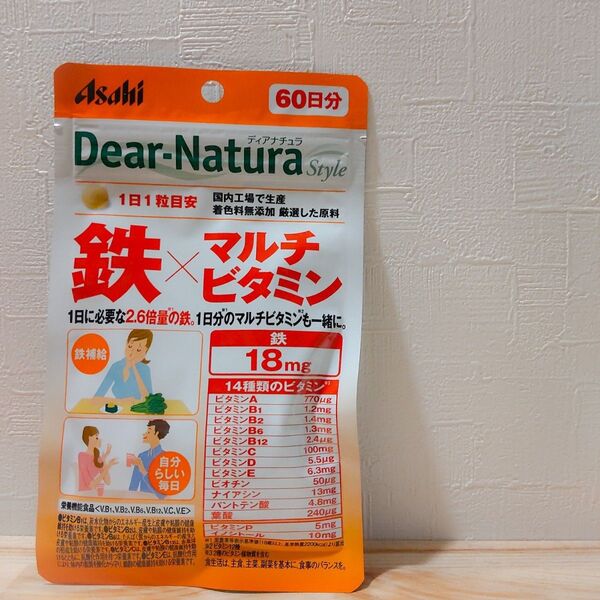 Asahi
60日分
ディアナチュラ
Dear-Natura Style
1日1粒目安
国内工場で生産
着色料無添加 厳選した原料
鉄×マルチビタミン
1日に必要な2.6倍量の鉄。1日分のマルチビタミンも一緒に。
鉄
18mg
鉄補給
14種類のビタミン
ビタミンA 770μg
ビタミンB1 1.2mg
ビタミンB2 1.4mg
ビタミンB6 1.3mg
ビタミンB12 2.4μg
ビタミンC 100mg
ビタミンD 5.5μg
ビタミンE 6.3mg
ビオチン 50μg
ナイアシン 13mg
パントテン酸 4.8mg
葉酸 240μg
ビタミンP 5mg
イノシトール 10mg
自分らしい毎日
栄養機能食品<V.B1、V.B2、V.B6、V.B12、V.C、V.E>
食生活は、主食、主菜、副菜を基本に、食事のバランスを。